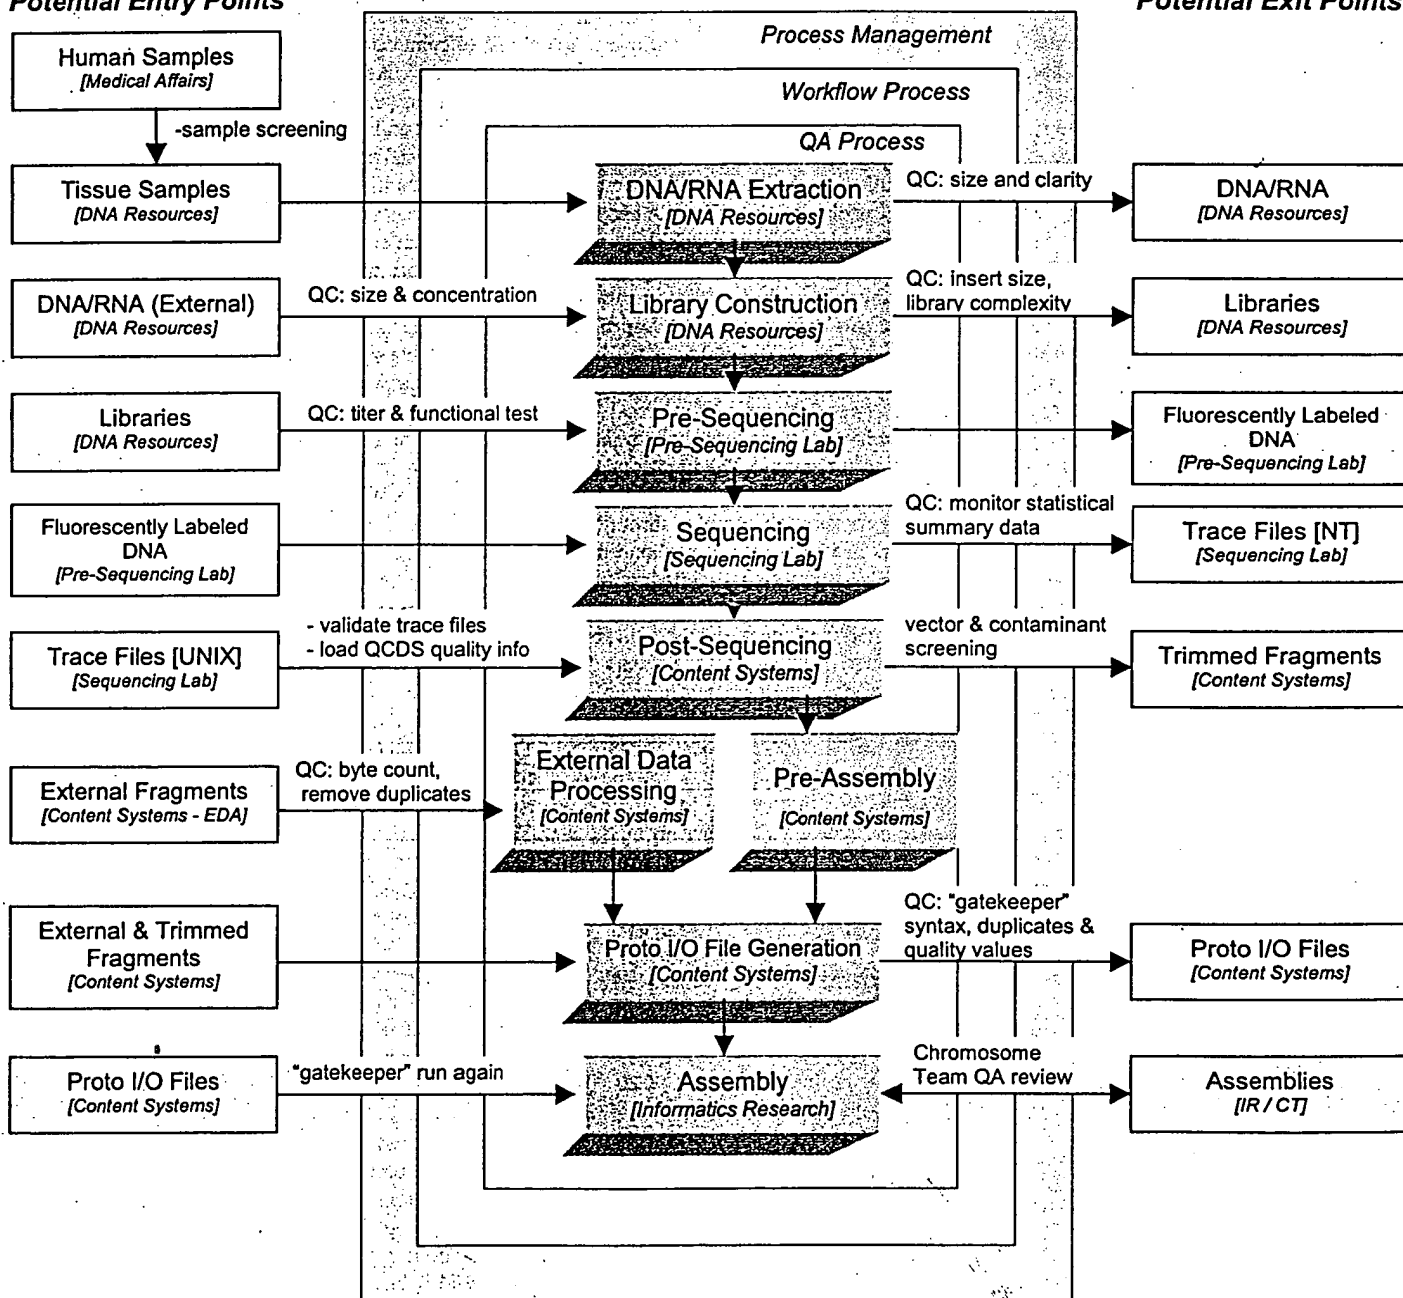 Potential Entry Points
Potential Exit Points
Process Management
Workflow Process
QA Process
Human Samples
[Medical Affairs]
-sample screening
Tissue Samples
[DNA Resources]
DNA/RNA Extraction
[DNA Resources]
QC: size and clarity
DNA/RNA
[DNA Resources]
DNA/RNA (External)
[DNA Resources]
QC: size & concentration
Library Construction
[DNA Resources]
QC: insert size,
library complexity
Libraries
[DNA Resources]
Libraries
[DNA Resources]
QC: titer & functional test
Pre-Sequencing
[Pre-Sequencing Lab]
Fluorescently Labeled
DNA
[Pre-Sequencing Lab]
Fluorescently Labeled
DNA
[Pre-Sequencing Lab]
Sequencing
[Sequencing Lab]
QC: monitor statistical
summary data
Trace Files [NT]
[Sequencing Lab]
Trace Files [UNIX]
[Sequencing Lab]
- validate trace files
- load QCDS quality info
Post-Sequencing
[Content Systems]
vector & contaminant
screening
Trimmed Fragments
[Content Systems]
External Fragments
[Content Systems - EDA]
QC: byte count,
remove duplicates
External Data
Processing
[Content Systems]
Pre-Assembly
[Content Systems]
External & Trimmed
Fragments
[Content Systems]
Proto I/O File Generation
[Content Systems]
QC: "gatekeeper"
syntax, duplicates &
quality values
Proto I/O Files
[Content Systems]
Proto I/O Files
[Content Systems]
"gatekeeper" run again
Assembly
[Informatics Research]
Chromosome
Team QA review
Assemblies
[IR / CT]